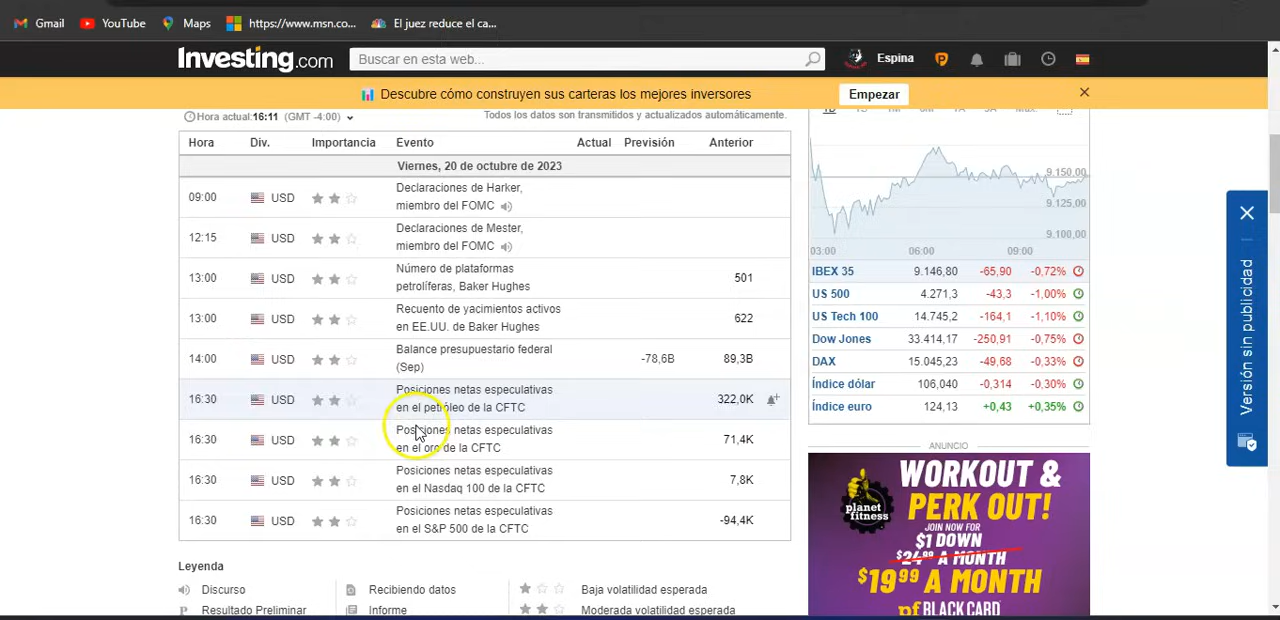 Gmail YouTube Maps https://www.msn.co... El juez reduce el ca...
Investing.com Buscar en esta web... Espina
Descubre cómo construyen sus carteras los mejores inversores Empezar
Hora actual:16:11 (GMT -4:00) Todos los datos son transmitidos y actualizados automáticamente.
Hora Div. Importancia Evento Actual Previsión Anterior
Viernes, 20 de octubre de 2023
09:00 USD Declaraciones de Harker,
miembro del FOMC
12:15 USD Declaraciones de Mester,
miembro del FOMC
13:00 USD Número de plataformas
petrolíferas, Baker Hughes 501
13:00 USD Recuento de yacimientos activos
en EE.UU. de Baker Hughes 622
14:00 USD Balance presupuestario federal
(Sep) -78,6B 89,3B
16:30 USD Posiciones netas especulativas
en el petróleo de la CFTC 322,0K
16:30 USD Posiciones netas especulativas
en el oro de la CFTC 71,4K
16:30 USD Posiciones netas especulativas
en el Nasdaq 100 de la CFTC 7,8K
16:30 USD Posiciones netas especulativas
en el S&P 500 de la CFTC -94,4K
Leyenda
Discurso Recibiendo datos Baja volatilidad esperada
P Resultado Preliminar Informe Moderada volatilidad esperada
9.150,00
9.125,00
9.100,00
03:00 06:00 09:00
IBEX 35 9.146,80 -65,90 -0,72%
US 500 4.271,3 -43,3 -1,00%
US Tech 100 14.745,2 -164,1 -1,10%
Dow Jones 33.414,17 -250,91 -0,75%
DAX 15.045,23 -49,68 -0,33%
Índice dólar 106,040 -0,314 -0,30%
Índice euro 124,13 +0,43 +0,35%
ANUNCIO
planet fitness
WORKOUT &
PERK OUT!
JOIN NOW FOR
$1 DOWN
$24.99 A MONTH
$19.99 A MONTH
pf BLACK CARD
Versión sin publicidad